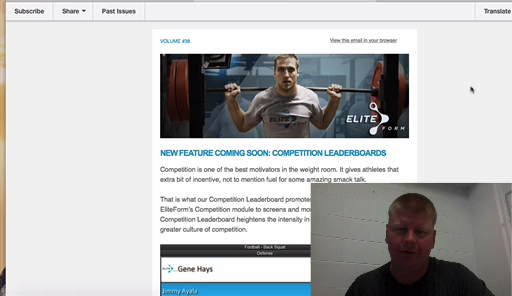 Subscribe Share Past Issues Translate
VOLUME #38 View this email in your browser
ELITE
FORM
NEW FEATURE COMING SOON: COMPETITION LEADERBOARDS
Competition is one of the best motivators in the weight room. It gives athletes that
extra bit of incentive, not to mention fuel for some amazing smack talk.
That is what our Competition Leaderboard promotes
EliteForm's Competition module to screens and mo
Competition Leaderboard heightens the intensity in
greater culture of competition.
Football - Back Squat
Defense
Gene Hays
Jimmy Ayala